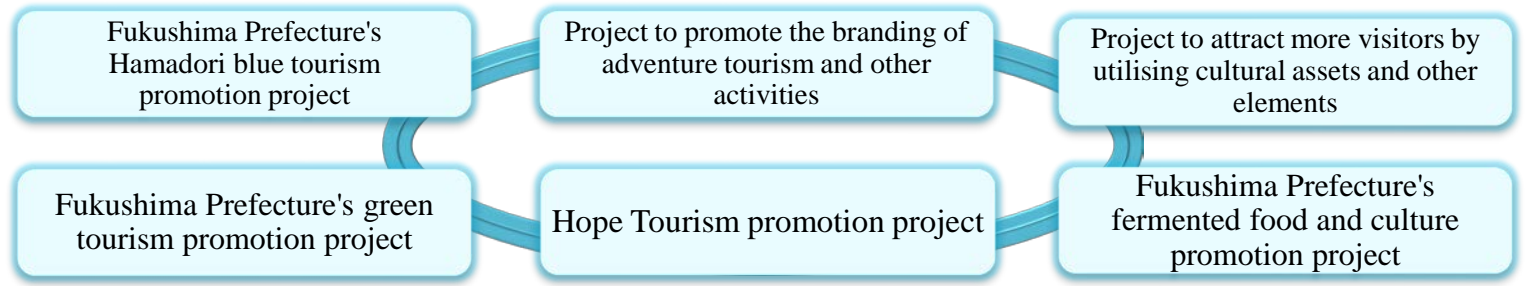 Fukushima Prefecture's
Hamadori blue tourism
promotion project
Project to promote the branding of
adventure tourism and other
activities
Project to attract more visitors by
utilising cultural assets and other
elements
Fukushima Prefecture's green
tourism promotion project
Hope Tourism promotion project
Fukushima Prefecture's
fermented food and culture
promotion project